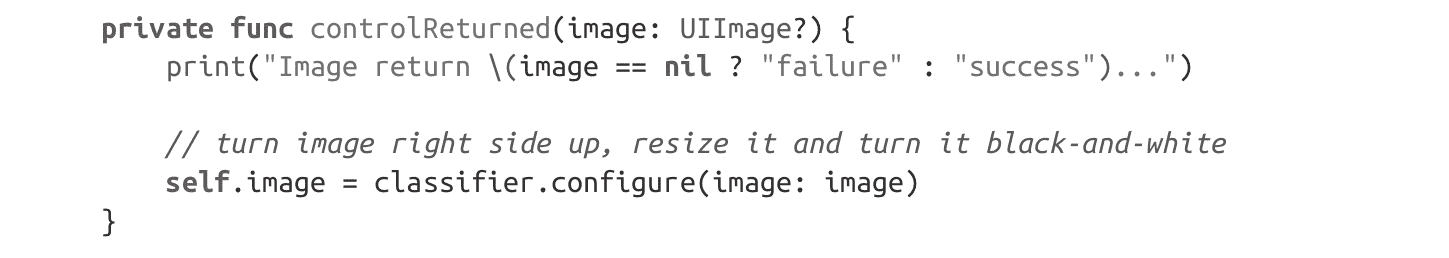 private func controlReturned(image: UIImage?) {
    print("Image return \(image == nil ? "failure" : "success")...")
    // turn image right side up, resize it and turn it black-and-white
    self.image = classifier.configure(image: image)
}